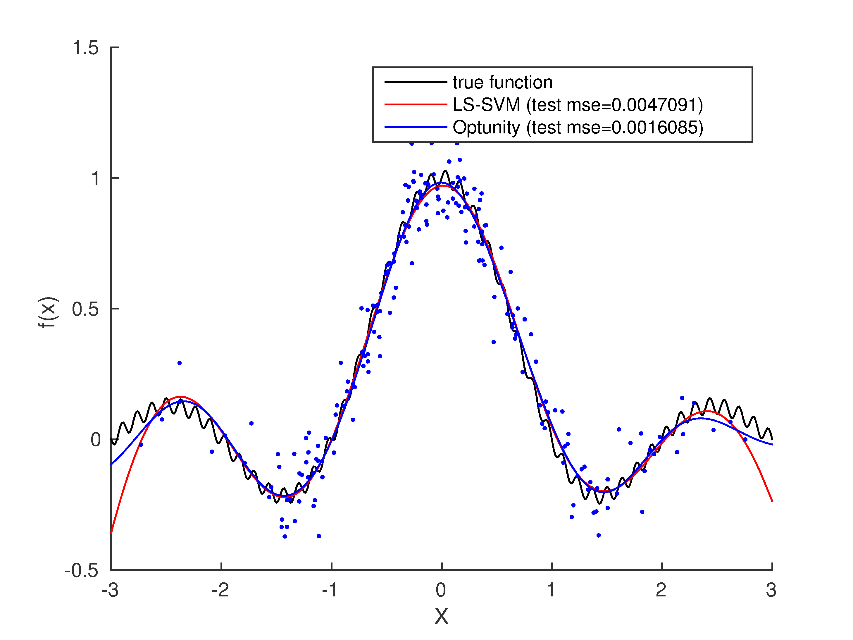 1.5
true function
LS-SVM (test mse=0.0047091)
Optunity (test mse=0.0016085)
1
0.5
f(x)
0
-0.5
-3 -2 -1 0 1 2 3
X